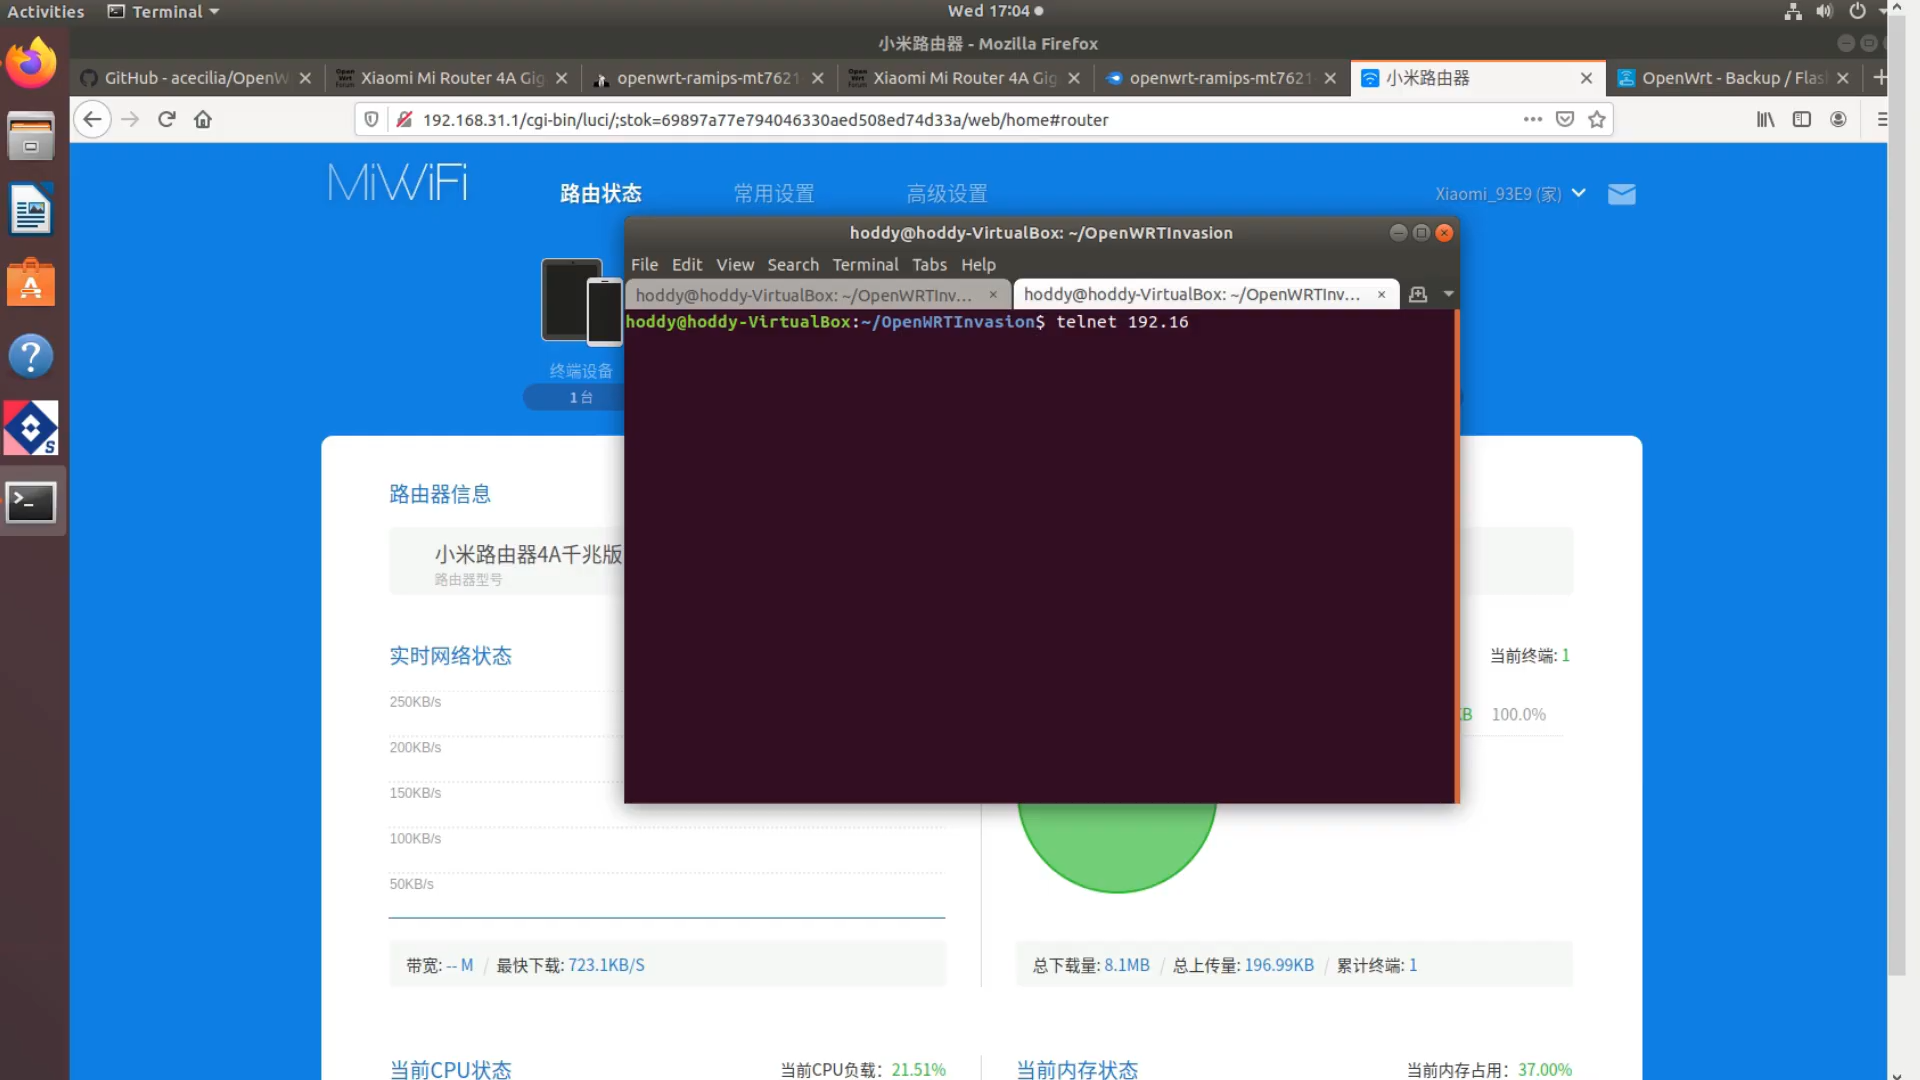 Activities
Terminal
Wed 17:04
小米路由器 - Mozilla Firefox
GitHub - acecilia/OpenW
Xiaomi Mi Router 4A Gig
openwrt-ramips-mt7621
Xiaomi Mi Router 4A Gig
openwrt-ramips-mt7621
小米路由器
OpenWrt - Backup / Flas
192.168.31.1/cgi-bin/luci/;stok=69897a77e794046330aed508ed74d33a/web/home#router
MiWiFi
路由状态
常用设置
高级设置
Xiaomi_93E9 (家)
hoddy@hoddy-VirtualBox: ~/OpenWRTInvasion
File Edit View Search Terminal Tabs Help
hoddy@hoddy-VirtualBox: ~/OpenWRTInv...
hoddy@hoddy-VirtualBox: ~/OpenWRTInv...
hoddy@hoddy-VirtualBox:~/OpenWRTInvasion$ telnet 192.16
终端设备
1台
路由器信息
小米路由器4A千兆版
路由器型号
实时网络状态
当前终端: 1
250KB/s
KB 100.0%
200KB/s
150KB/s
100KB/s
50KB/s
带宽: -- M / 最快下载: 723.1KB/S
总下载量: 8.1MB / 总上传量: 196.99KB / 累计终端: 1
当前CPU状态
当前CPU负载: 21.51%
当前内存状态
当前内存占用: 37.00%